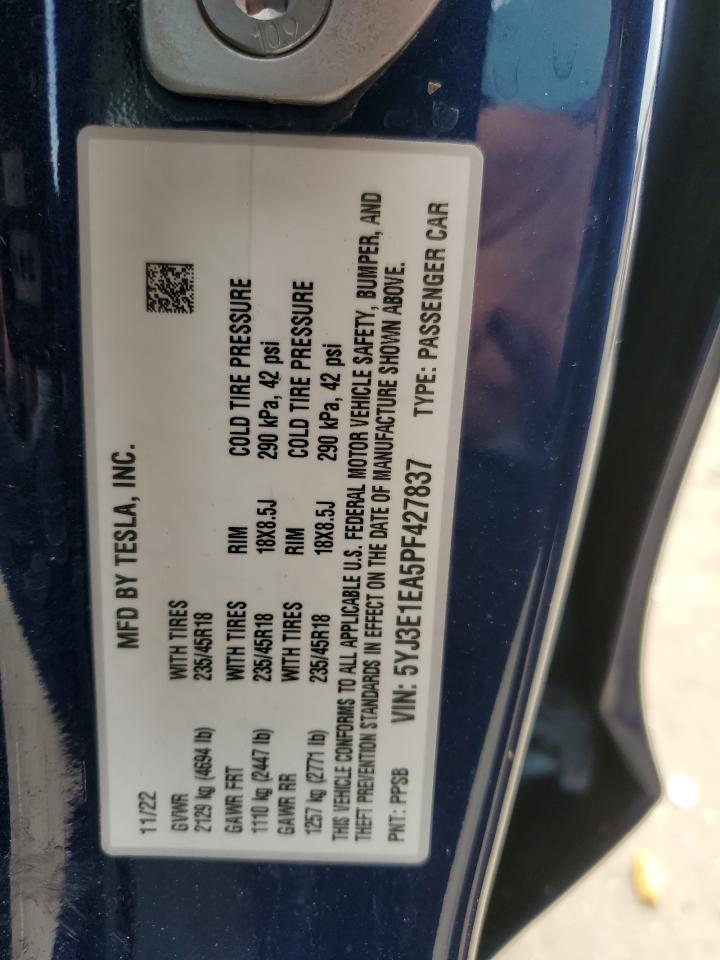 109
MFD BY TESLA, INC.
11/22
GVWR WITH TIRES
2129 kg (4694 lb) 235/45R18
GAWR FRT WITH TIRES RIM COLD TIRE PRESSURE
1110 kg (2447 lb) 235/45R18 18X8.5J 290 kPa, 42 psi
GAWR RR WITH TIRES RIM COLD TIRE PRESSURE
1257 kg (2771 lb) 235/45R18 18X8.5J 290 kPa, 42 psi
THIS VEHICLE CONFORMS TO ALL APPLICABLE U.S. FEDERAL MOTOR VEHICLE SAFETY, BUMPER, AND
THEFT PREVENTION STANDARDS IN EFFECT ON THE DATE OF MANUFACTURE SHOWN ABOVE.
PNT: PPSB VIN: 5YJ3E1EA5PF427837 TYPE: PASSENGER CAR